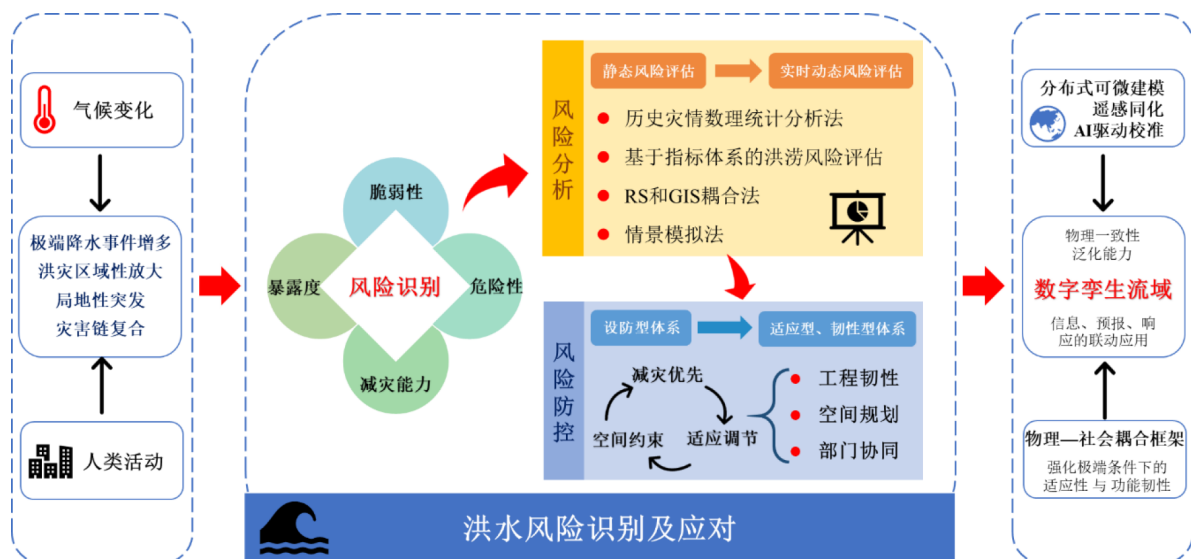 气候变化
极端降水事件增多
洪灾区域性放大
局地性突发
灾害链复合
人类活动
脆弱性
暴露度
风险识别
危险性
减灾能力
风险分析
静态风险评估
实时动态风险评估
历史灾情数理统计分析法
基于指标体系的洪涝风险评估
RS和GIS耦合法
情景模拟法
风险防控
设防型体系
适应型、韧性型体系
减灾优先
空间约束
适应调节
工程韧性
空间规划
部门协同
洪水风险识别及应对
分布式可微建模
遥感同化
AI驱动校准
物理一致性
泛化能力
数字孪生流域
信息、预报、响
应的联动应用
物理—社会耦合框架
强化极端条件下的
适应性 与 功能韧性